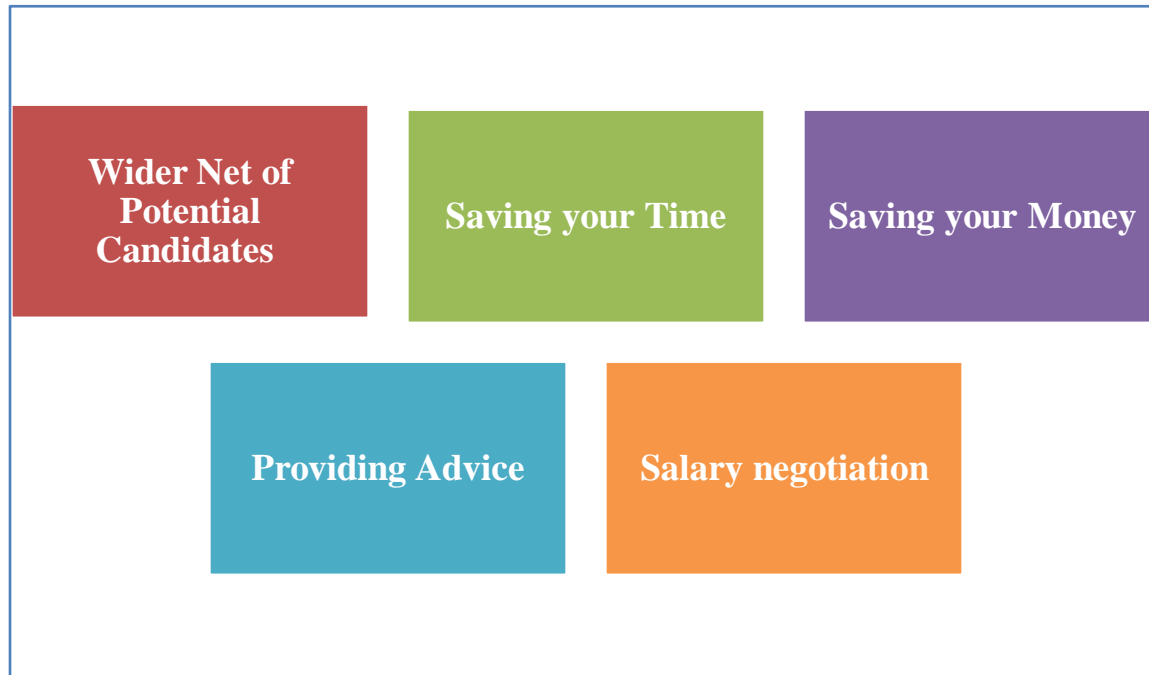 Wider Net of
Potential
Candidates
Saving your Time
Saving your Money
Providing Advice
Salary negotiation